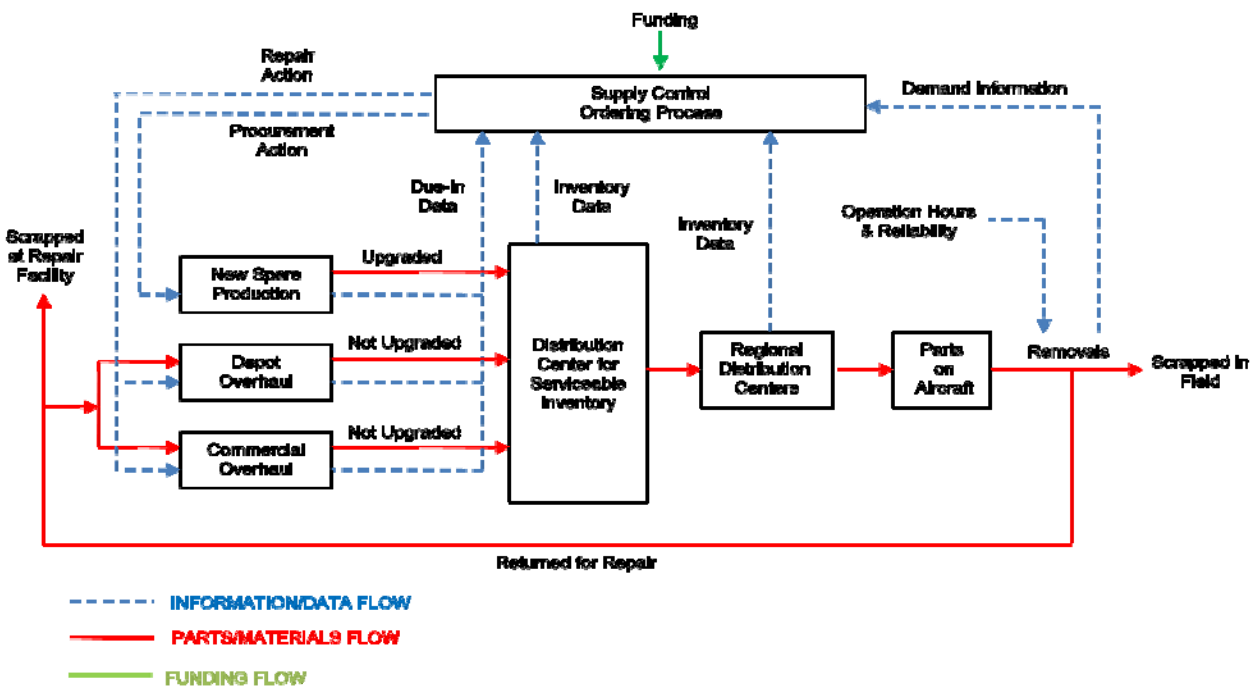 Funding
Repair
Action
Supply Control
Ordering Process
Demand Information
Procurement
Action
Due-In
Data
Inventory
Data
Inventory
Data
Operation Hours
& Reliability
Scrapped
at Repair
Facility
New Spare
Production
Upgraded
Depot
Overhaul
Not Upgraded
Commercial
Overhaul
Not Upgraded
Distribution
Center for
Serviceable
Inventory
Regional
Distribution
Centers
Parts
on
Aircraft
Removals
Scrapped in
Field
Returned for Repair
INFORMATION/DATA FLOW
PARTS/MATERIALS FLOW
FUNDING FLOW